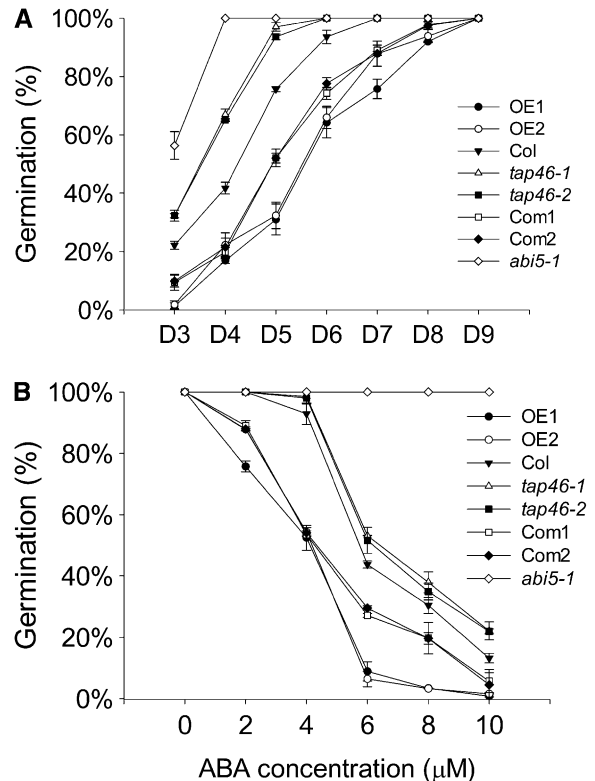 A
Germination (%)
100%
80%
60%
40%
20%
0%
D3 D4 D5 D6 D7 D8 D9
OE1
OE2
Col
tap46-1
tap46-2
Com1
Com2
abi5-1
B
Germination (%)
100%
80%
60%
40%
20%
0%
0 2 4 6 8 10
ABA concentration (μM)
OE1
OE2
Col
tap46-1
tap46-2
Com1
Com2
abi5-1